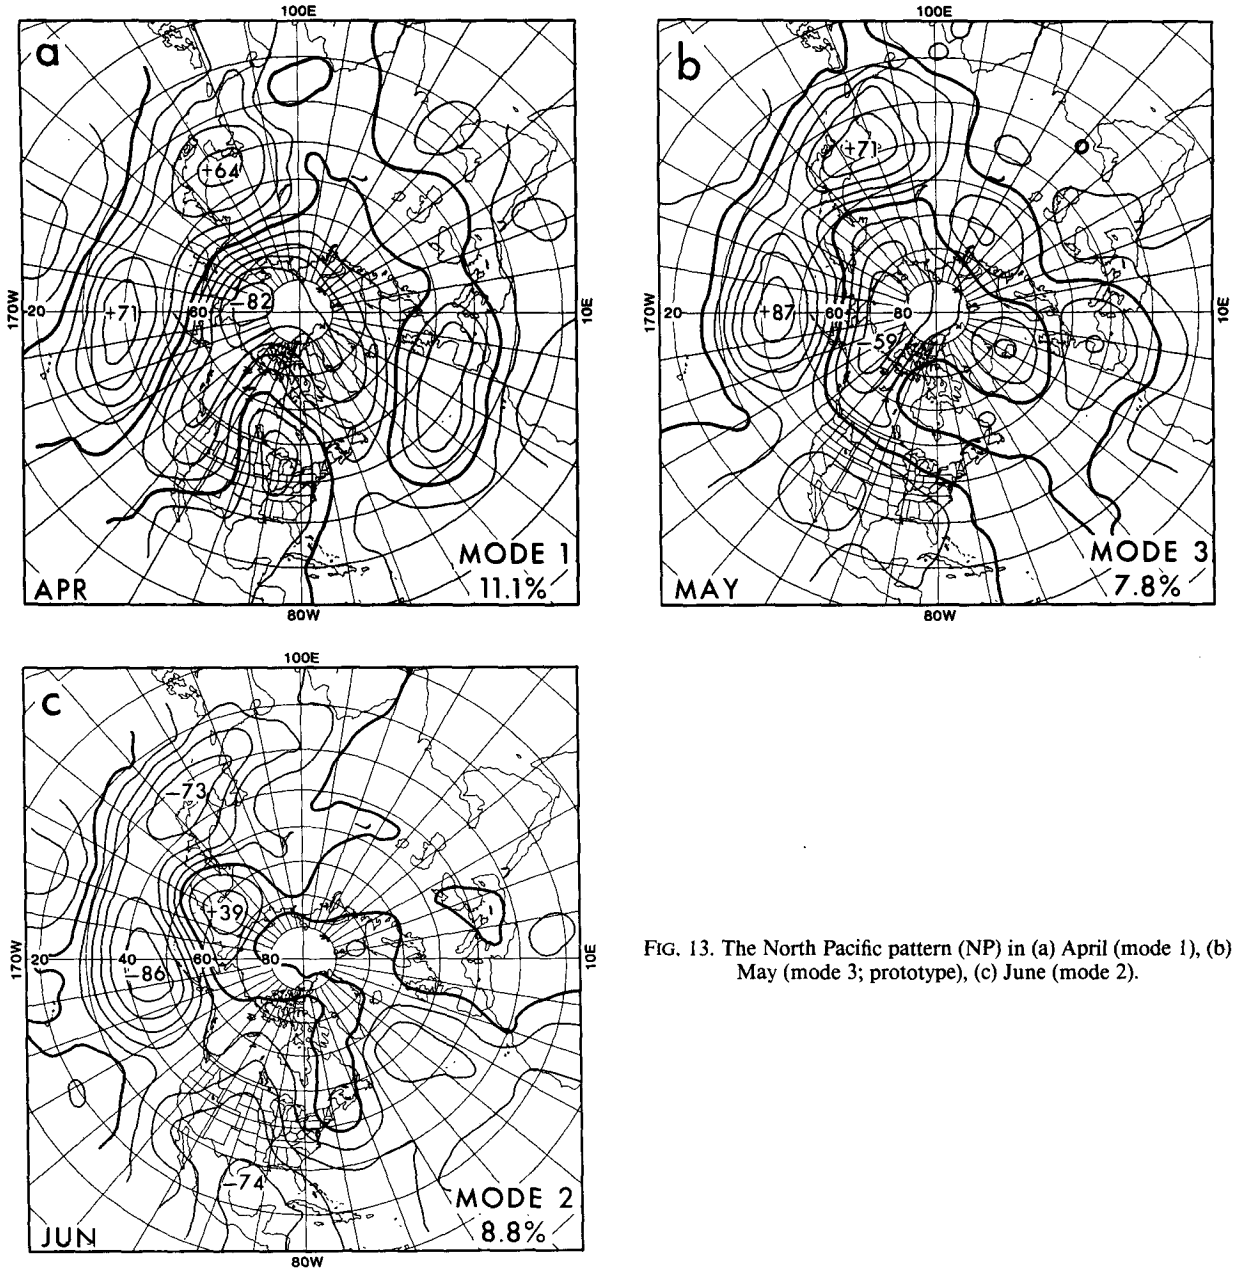 100E
a
+64
170W
20
+71
60
−82
10E
APR
MODE 1
11.1%
80W
100E
b
+71
170W
20
+87
60
80
−59
10E
MAY
MODE 3
7.8%
80W
100E
c
−73
+39
170W
20
40
−86
60
80
10E
−74
JUN
MODE 2
8.8%
80W
FIG. 13. The North Pacific pattern (NP) in (a) April (mode 1), (b)
May (mode 3; prototype), (c) June (mode 2).